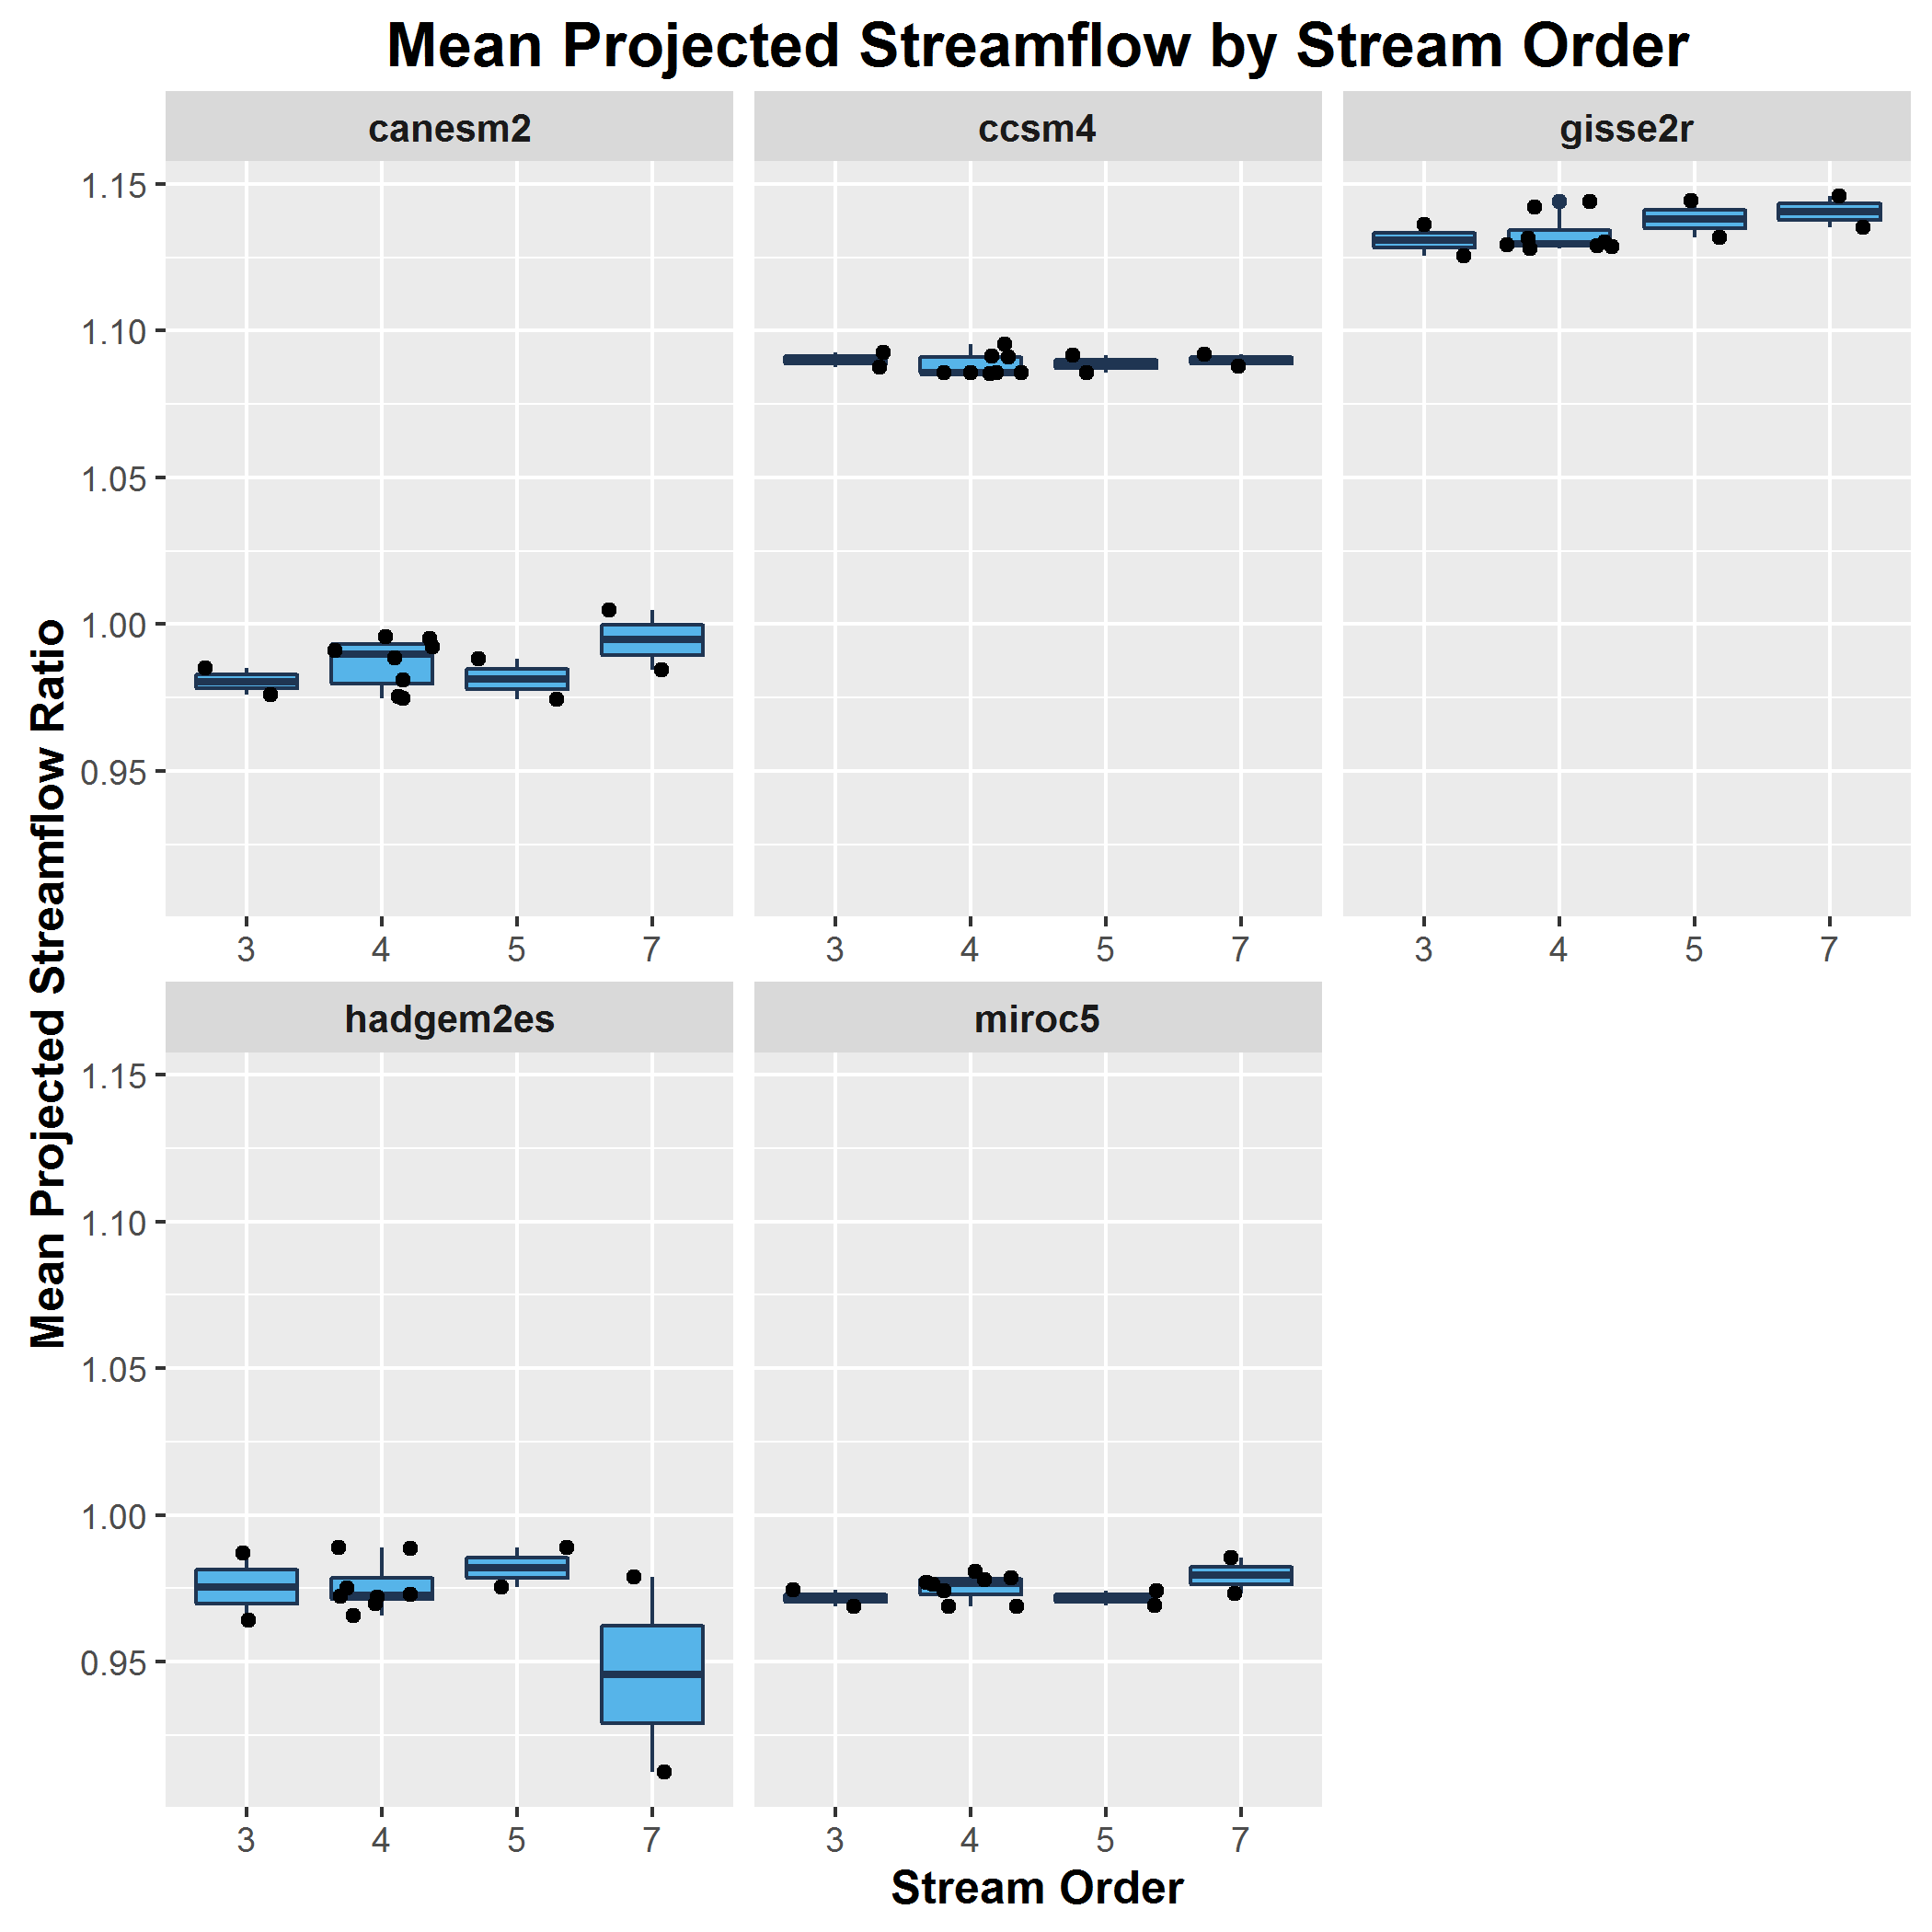 Mean Projected Streamflow by Stream Order
canesm2
ccsm4
gisse2r
1.15
1.10
1.05
1.00
0.95
3 4 5 7
3 4 5 7
3 4 5 7
hadgem2es
miroc5
1.15
1.10
1.05
1.00
0.95
3 4 5 7
3 4 5 7
Mean Projected Streamflow Ratio
Stream Order